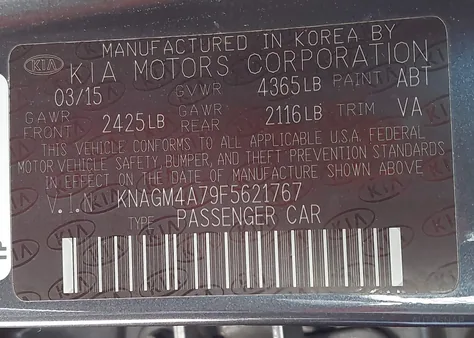 MANUFACTURED IN KOREA BY
KIA KIA MOTORS CORPORATION
03/15 GVWR 4365LB PAINT ABT
GAWR FRONT 2425LB GAWR REAR 2116LB TRIM VA
THIS VEHICLE CONFORMS TO ALL APPLICABLE U.S.A. FEDERAL
MOTOR VEHICLE SAFETY, BUMPER, AND THEFT PREVENTION STANDARDS
IN EFFECT ON THE DATE OF MANUFACTURE SHOWN ABOVE
V.I.N KNAGM4A79F5621767
TYPE PASSENGER CAR